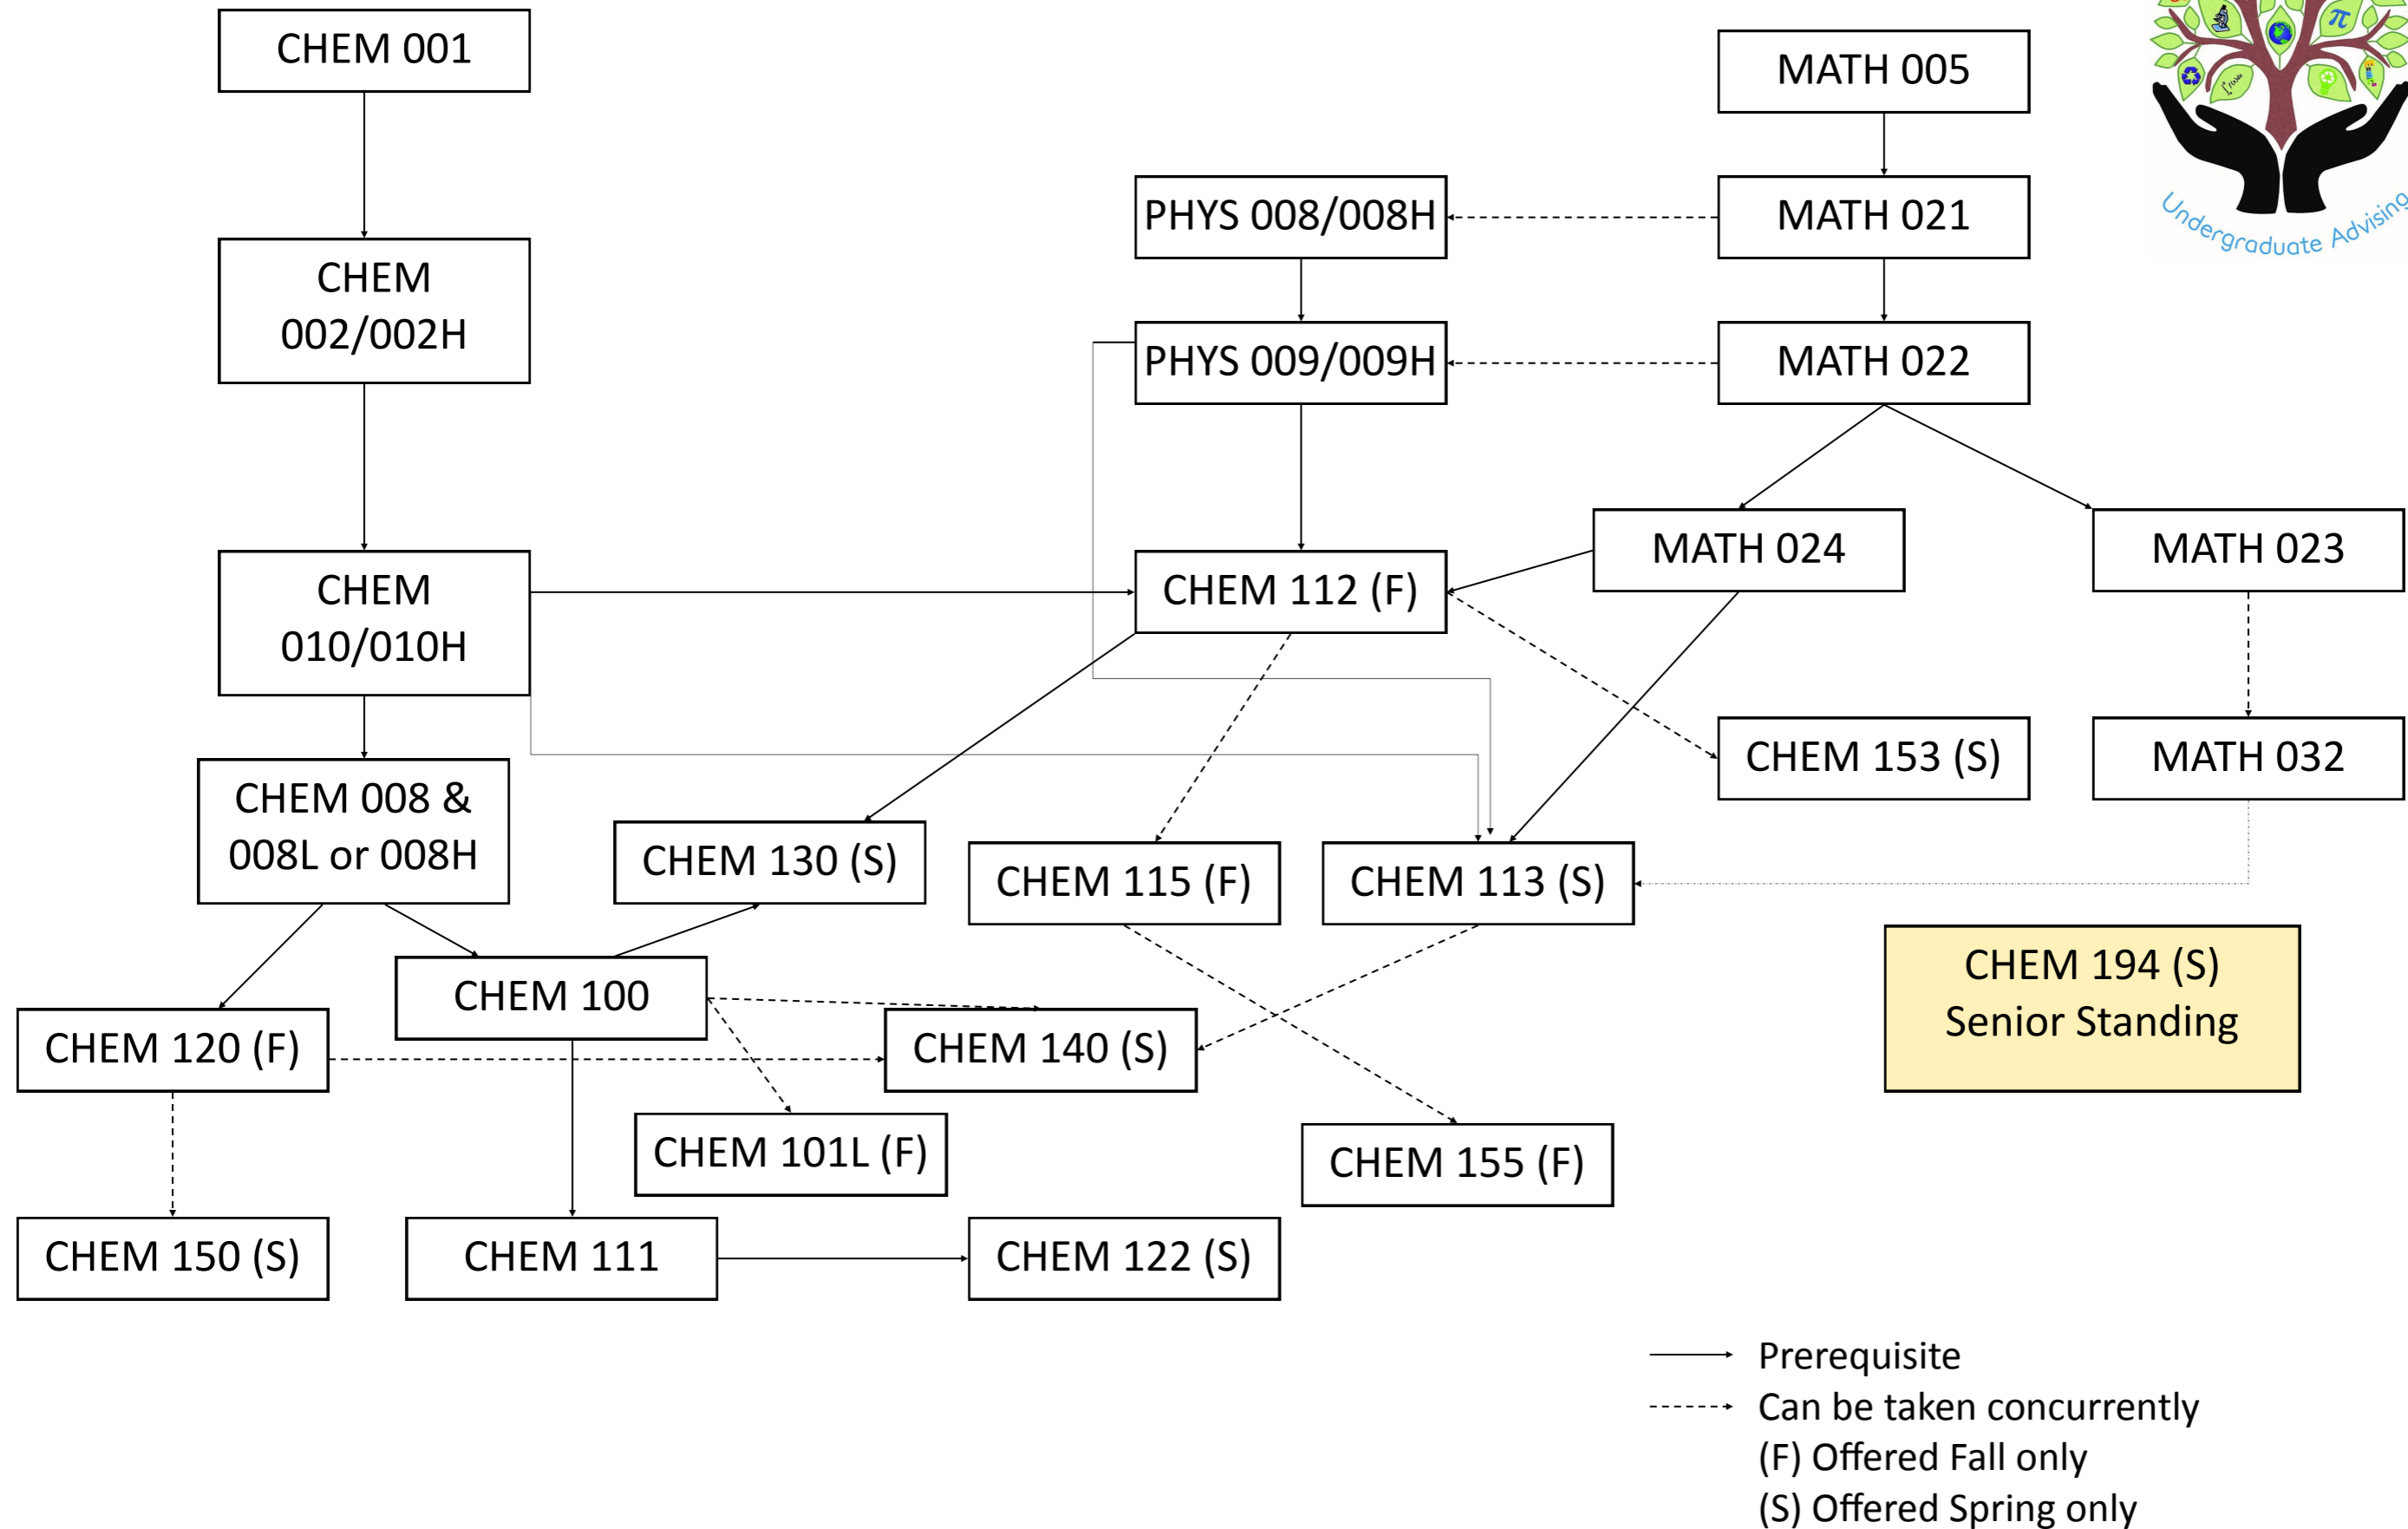 CHEM 001
MATH 005
PHYS 008/008H
MATH 021
Undergraduate Advising
CHEM
002/002H
PHYS 009/009H
MATH 022
CHEM
010/010H
CHEM 112 (F)
MATH 024
MATH 023
CHEM 153 (S)
MATH 032
CHEM 008 &
008L or 008H
CHEM 130 (S)
CHEM 115 (F)
CHEM 113 (S)
CHEM 100
CHEM 194 (S)
Senior Standing
CHEM 120 (F)
CHEM 140 (S)
CHEM 101L (F)
CHEM 155 (F)
CHEM 150 (S)
CHEM 111
CHEM 122 (S)
Prerequisite
Can be taken concurrently
(F) Offered Fall only
(S) Offered Spring only
π